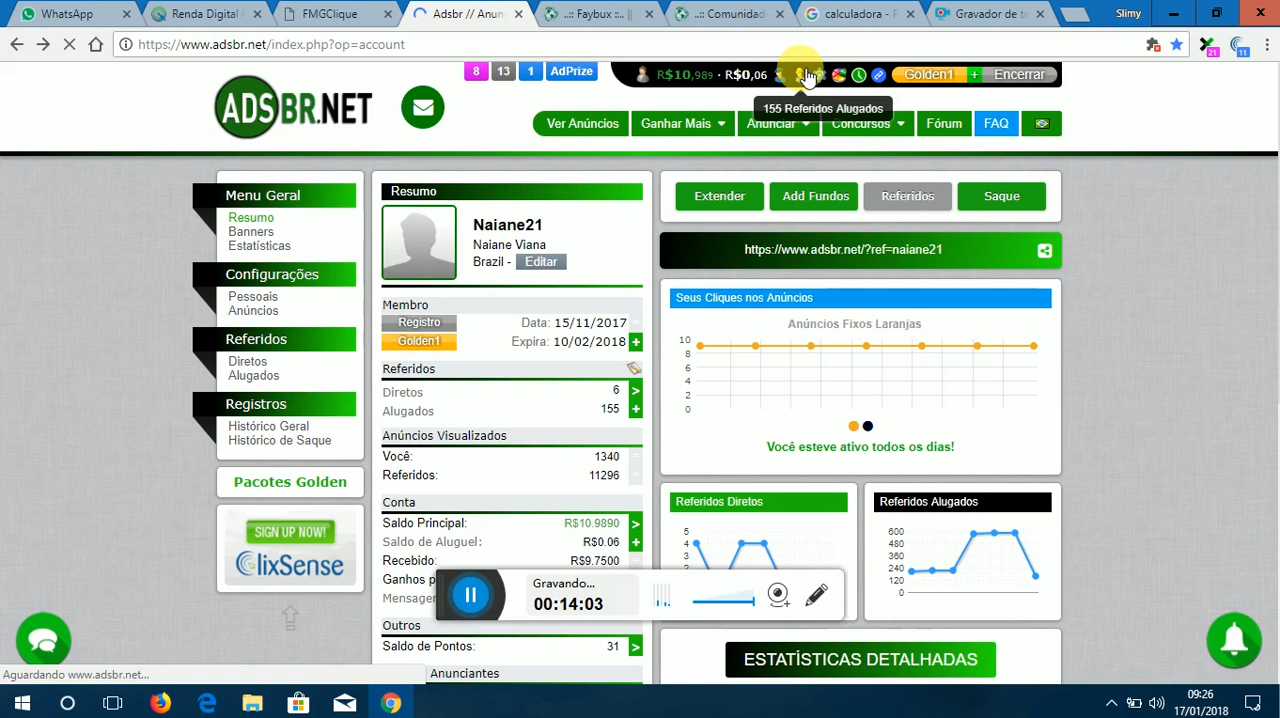 WhatsApp
Renda Digital
FMGClique
Adsbr // Anun
..:: Faybux ::.. ||
..:: Comunidad
calculadora - P
Gravador de te
Slimy
https://www.adsbr.net/index.php?op=account
21
11
8
13
1
AdPrize
R$10,989 · R$0,06
Golden1
+
Encerrar
155 Referidos Alugados
ADSBR.NET
Ver Anúncios
Ganhar Mais
Anunciar
Concursos
Fórum
FAQ
Menu Geral
Resumo
Banners
Estatísticas
Configurações
Pessoais
Anúncios
Referidos
Diretos
Alugados
Registros
Histórico Geral
Histórico de Saque
Pacotes Golden
SIGN UP NOW!
ClixSense
Resumo
Naiane21
Naiane Viana
Brazil - Editar
Membro
Registro Data: 15/11/2017
Golden1 Expira: 10/02/2018 +
Referidos
Diretos 6 >
Alugados 155 +
Anúncios Visualizados
Você: 1340
Referidos: 11296
Conta
Saldo Principal: R$10.9890 >
Saldo de Aluguel: R$0.06 +
Recebido: R$9.7500
Ganhos p
Mensagem
Outros
Saldo de Pontos: 31 >
Anunciantes
Extender
Add Fundos
Referidos
Saque
https://www.adsbr.net/?ref=naiane21
Seus Cliques nos Anúncios
Anúncios Fixos Laranjas
10
8
6
4
2
0
Você esteve ativo todos os dias!
Referidos Diretos
5
4
3
2
Referidos Alugados
600
480
360
240
120
0
ESTATÍSTICAS DETALHADAS
Gravando...
00:14:03
Aguardando www.adsbr.net...
09:26
17/01/2018